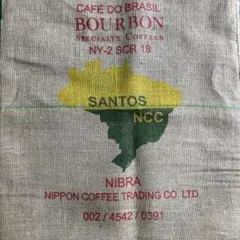 CAFÉ DO BRASIL
BOURBON
SPECIALTY COFFEES
NY-2 SCR 18
SANTOS
NCC
NIBRA
NIPPON COFFEE TRADING CO. LTD.
002 / 4542 / 0391